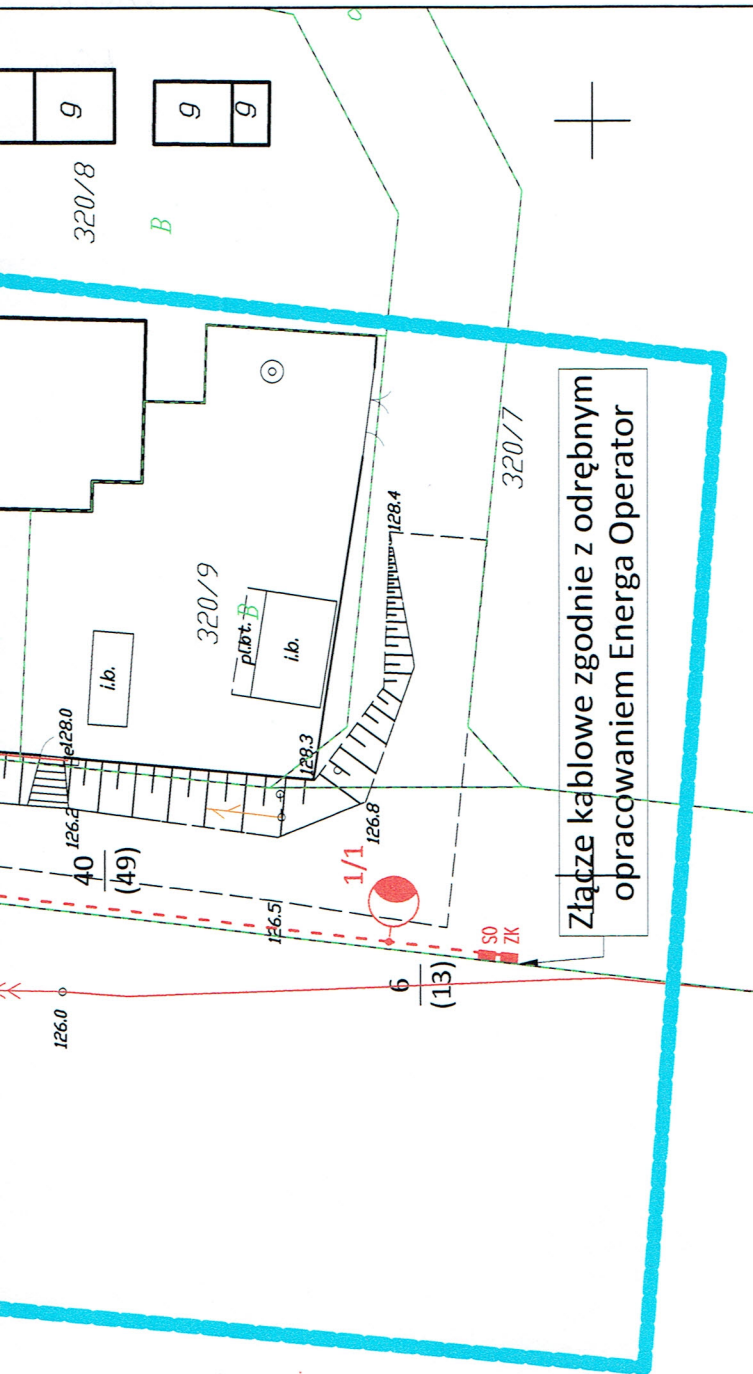 g
g
g
320/8
B
320/7
128.4
320/9
pl.bt.
B
i.b.
i.b.
128.0
128.3
126.2
126.8
40
(49)
1/1
126.5
SO
ZK
6
(13)
126.0
Złącze kablowe zgodnie z odrębnym
opracowaniem Energa Operator